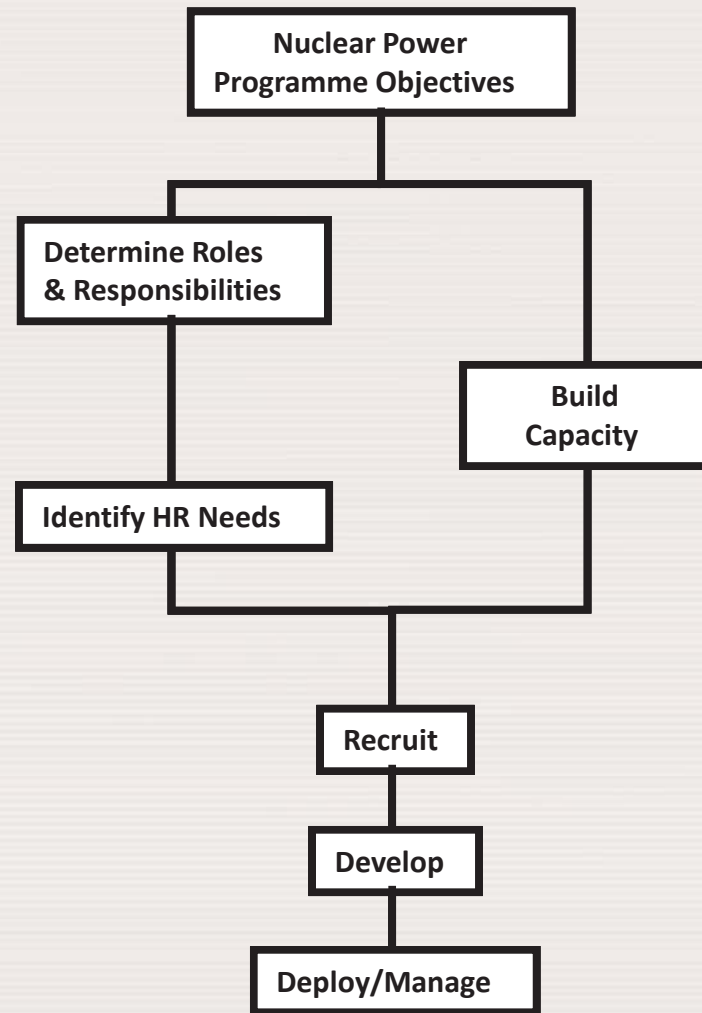 Nuclear Power
Programme Objectives
Determine Roles
& Responsibilities
Build
Capacity
Identify HR Needs
Recruit
Develop
Deploy/Manage